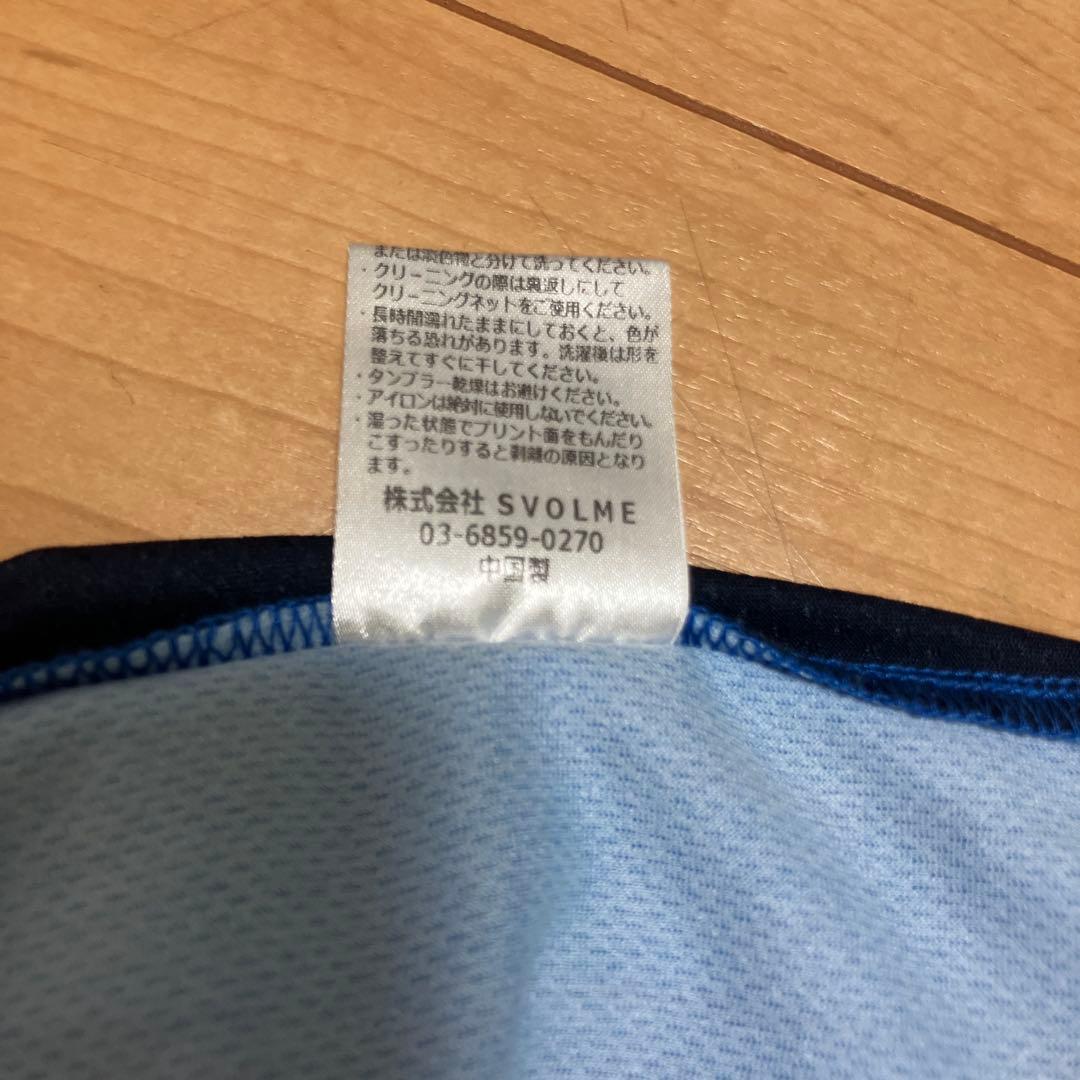 または淡色物と分けて洗ってください。
・クリーニングの際は裏返しにして
クリーニングネットをご使用ください。
・長時間濡れたままにしておくと、色が
落ちる恐れがあります。洗濯後は形を
整えてすぐに干してください。
・タンブラー乾燥はお避けください。
・アイロンは絶対に使用しないでください。
・湿った状態でプリント面をもんだり
こすったりすると剥離の原因となり
ます。
株式会社 SVOLME
03-6859-0270
中国製